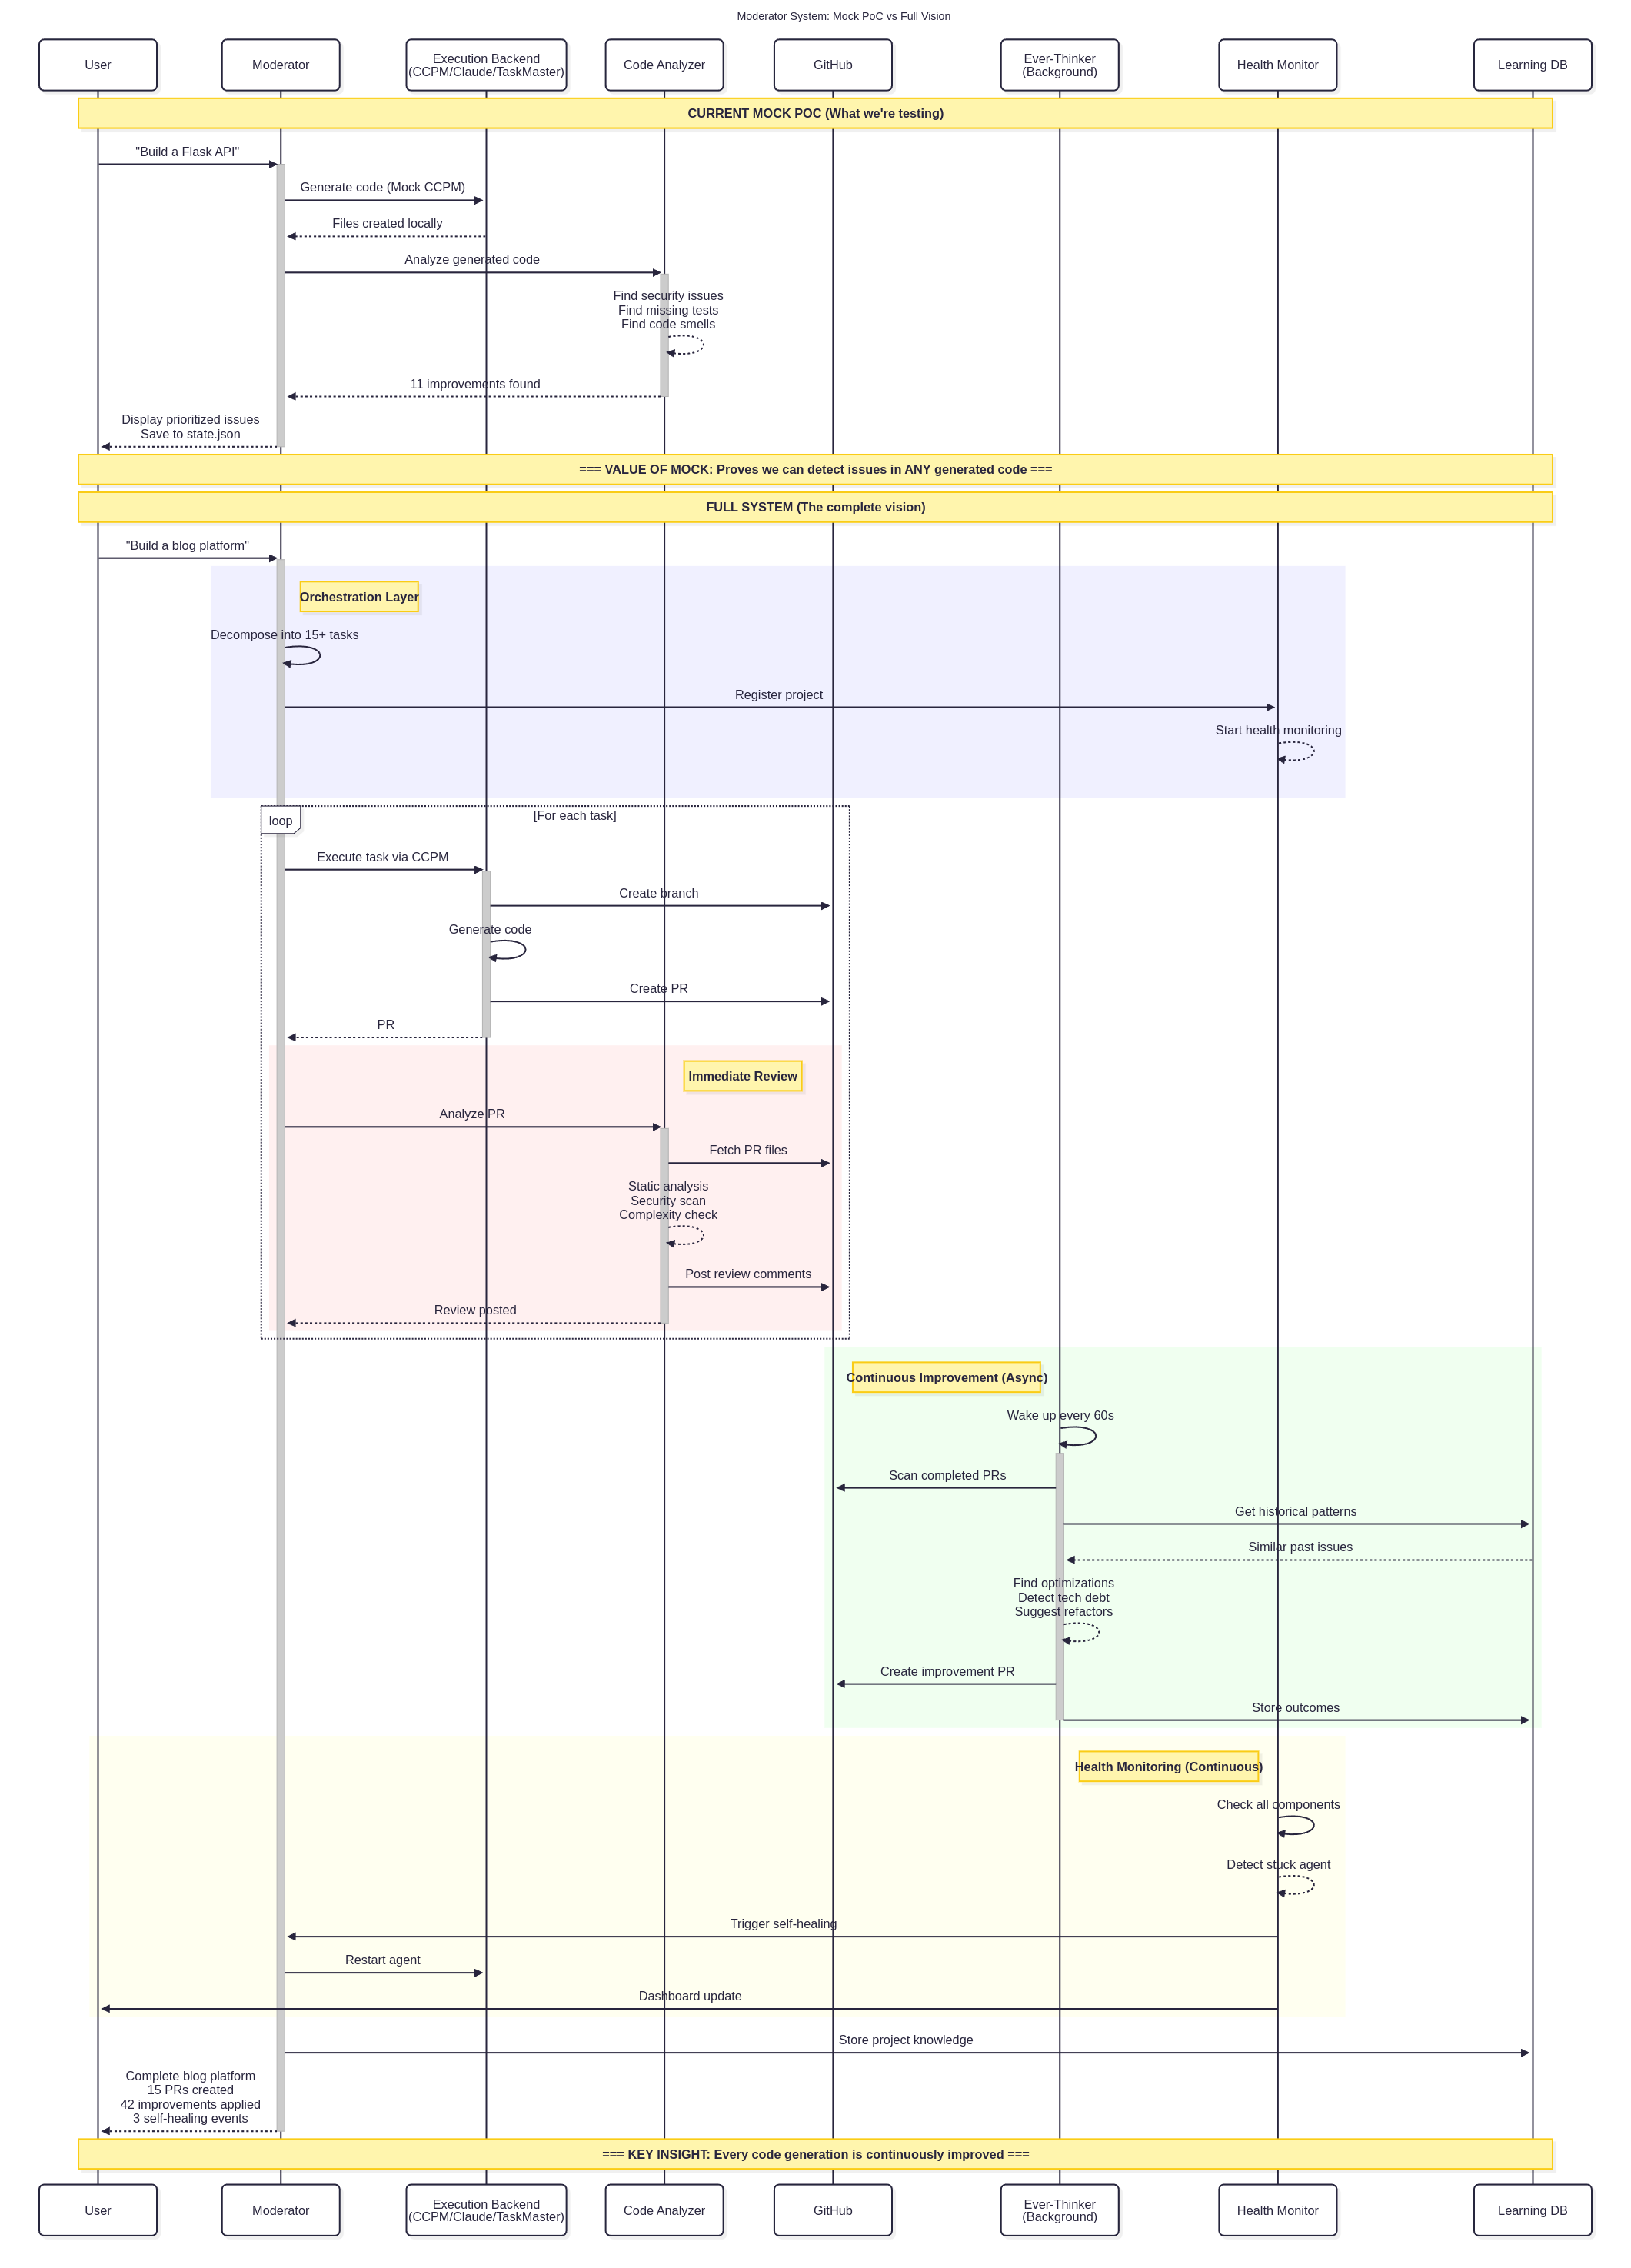 Moderator System: Mock PoC vs Full Vision
User
Moderator
Execution Backend
(CCPM/Claude/TaskMaster)
Code Analyzer
GitHub
Ever-Thinker
(Background)
Health Monitor
Learning DB
CURRENT MOCK POC (What we're testing)
"Build a Flask API"
Generate code (Mock CCPM)
Files created locally
Analyze generated code
Find security issues
Find missing tests
Find code smells
11 improvements found
Display prioritized issues
Save to state.json
=== VALUE OF MOCK: Proves we can detect issues in ANY generated code ===
FULL SYSTEM (The complete vision)
"Build a blog platform"
Orchestration Layer
Decompose into 15+ tasks
Register project
Start health monitoring
loop
[For each task]
Execute task via CCPM
Create branch
Generate code
Create PR
PR
Immediate Review
Analyze PR
Fetch PR files
Static analysis
Security scan
Complexity check
Post review comments
Review posted
Continuous Improvement (Async)
Wake up every 60s
Scan completed PRs
Get historical patterns
Similar past issues
Find optimizations
Detect tech debt
Suggest refactors
Create improvement PR
Store outcomes
Health Monitoring (Continuous)
Check all components
Detect stuck agent
Trigger self-healing
Restart agent
Dashboard update
Store project knowledge
Complete blog platform
15 PRs created
42 improvements applied
3 self-healing events
=== KEY INSIGHT: Every code generation is continuously improved ===
User
Moderator
Execution Backend
(CCPM/Claude/TaskMaster)
Code Analyzer
GitHub
Ever-Thinker
(Background)
Health Monitor
Learning DB